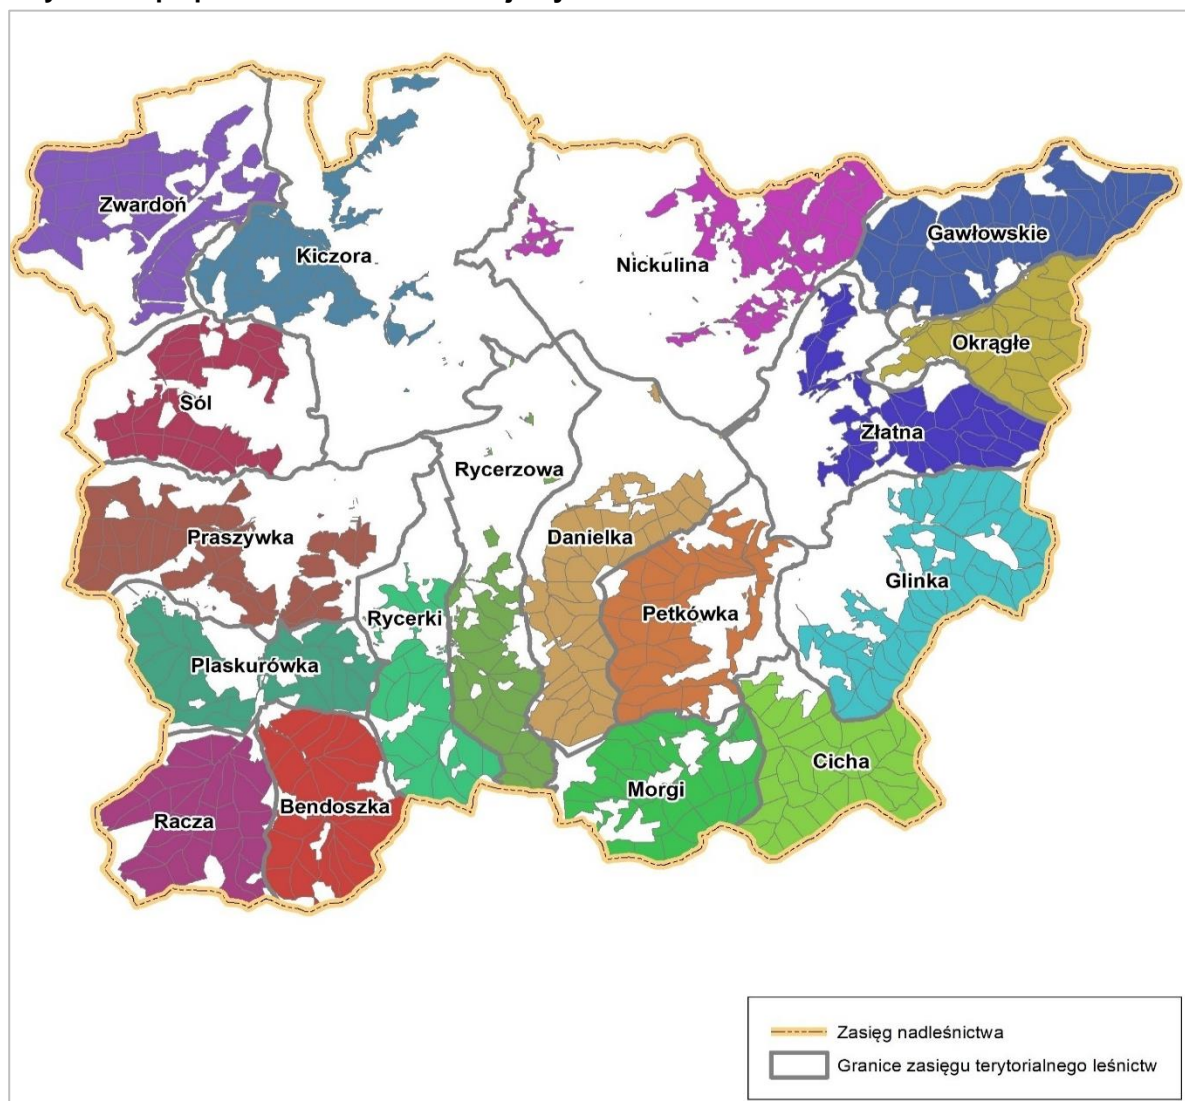 Zwardoń
Kiczora
Nickulina
Gawłowskie
Okrągłe
Sól
Złatna
Rycerzowa
Praszywka
Danielka
Glinka
Rycerki
Petkówka
Plaskurówka
Cicha
Morgi
Bendoszka
Racza
Zasięg nadleśnictwa
Granice zasięgu terytorialnego leśnictw